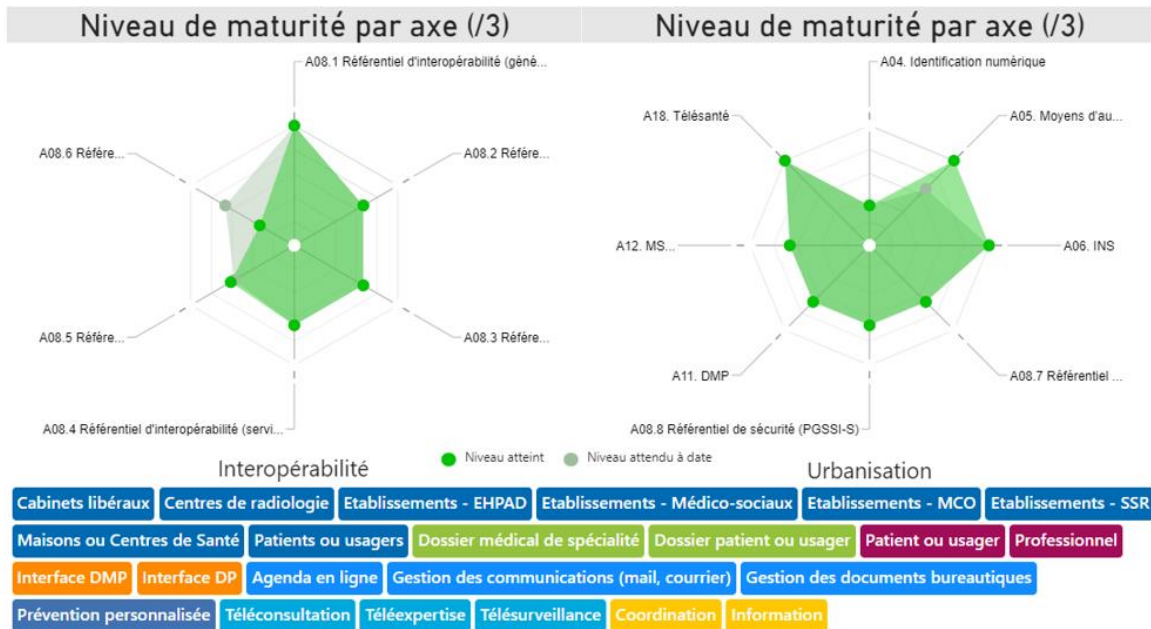 Niveau de maturité par axe (/3)
Niveau de maturité par axe (/3)
A08.1 Référentiel d'interopérabilité (géné...
A08.6 Référe...
A08.2 Référe...
A08.5 Référe...
A08.3 Référe...
A08.4 Référentiel d'interopérabilité (servi...
A04. Identification numérique
A18. Télésanté
A05. Moyens d'au...
A12. MS...
A06. INS
A11. DMP
A08.7 Référentiel ...
A08.8 Référentiel de sécurité (PGSSI-S)
Interopérabilité
Niveau atteint
Niveau attendu à date
Urbanisation
Cabinets libéraux Centres de radiologie Etablissements - EHPAD Etablissements - Médico-sociaux Etablissements - MCO Etablissements - SSR
Maisons ou Centres de Santé Patients ou usagers Dossier médical de spécialité Dossier patient ou usager Patient ou usager Professionnel
Interface DMP Interface DP Agenda en ligne Gestion des communications (mail, courrier) Gestion des documents bureautiques
Prévention personnalisée Téléconsultation Téléexpertise Télésurveillance Coordination Information